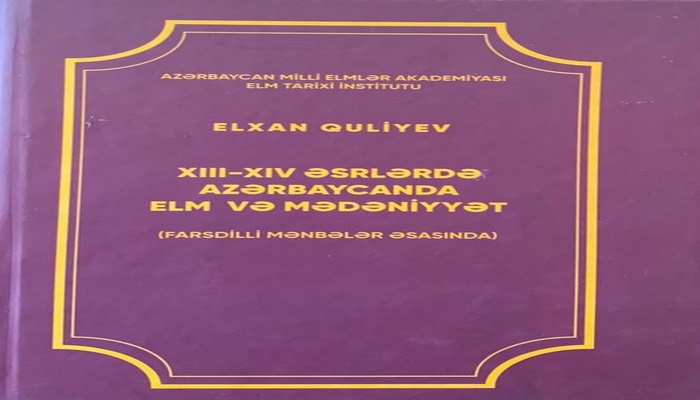 AZƏRBAYCAN MİLLİ ELMLƏR AKADEMİYASI
ELM TARİXİ İNSTİTUTU
ELXAN QULİYEV
XIII-XIV ƏSRLƏRDƏ
AZƏRBAYCANDA
ELM VƏ MƏDƏNİYYƏT
(FARSDİLLİ MƏNBƏLƏR ƏSASINDA)